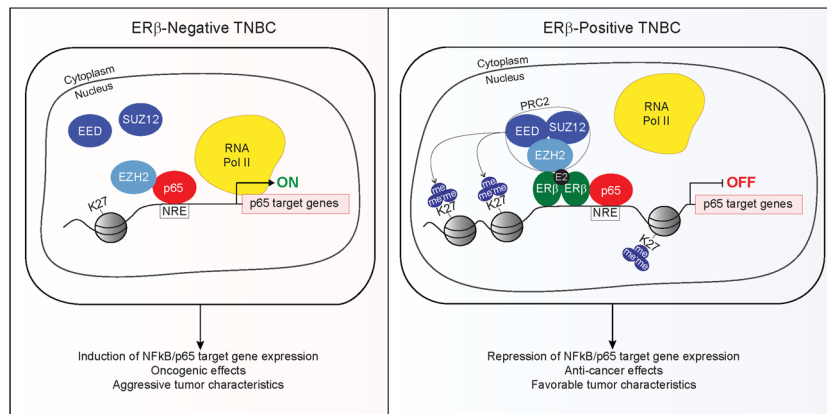 ERβ-Negative TNBC
Cytoplasm
Nucleus
EED
SUZ12
RNA
Pol II
EZH2
p65
ON
K27
NRE
p65 target genes
Induction of NFkB/p65 target gene expression
Oncogenic effects
Aggressive tumor characteristics
ERβ-Positive TNBC
Cytoplasm
Nucleus
PRC2
EED
SUZ12
EZH2
RNA
Pol II
E2
ERβ
ERβ
p65
OFF
me
me
me
K27
me
me
me
K27
NRE
p65 target genes
K27
me
me
me
Repression of NFkB/p65 target gene expression
Anti-cancer effects
Favorable tumor characteristics